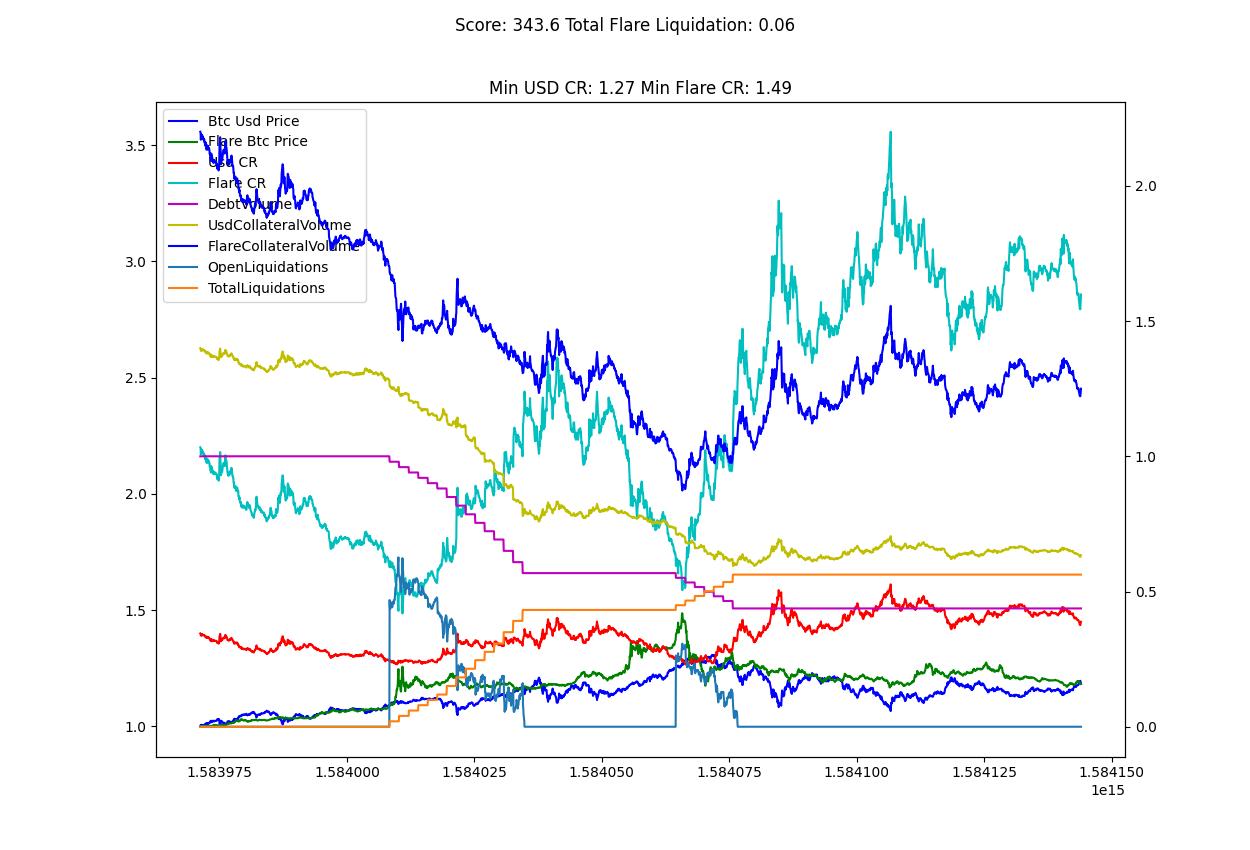 Score: 343.6 Total Flare Liquidation: 0.06
Min USD CR: 1.27 Min Flare CR: 1.49
Btc Usd Price
Flare Btc Price
Usd CR
Flare CR
DebtVolume
UsdCollateralVolume
FlareCollateralVolume
OpenLiquidations
TotalLiquidations
3.5
3.0
2.5
2.0
1.5
1.0
2.0
1.5
1.0
0.5
0.0
1.583975
1.584000
1.584025
1.584050
1.584075
1.584100
1.584125
1.584150
1e15